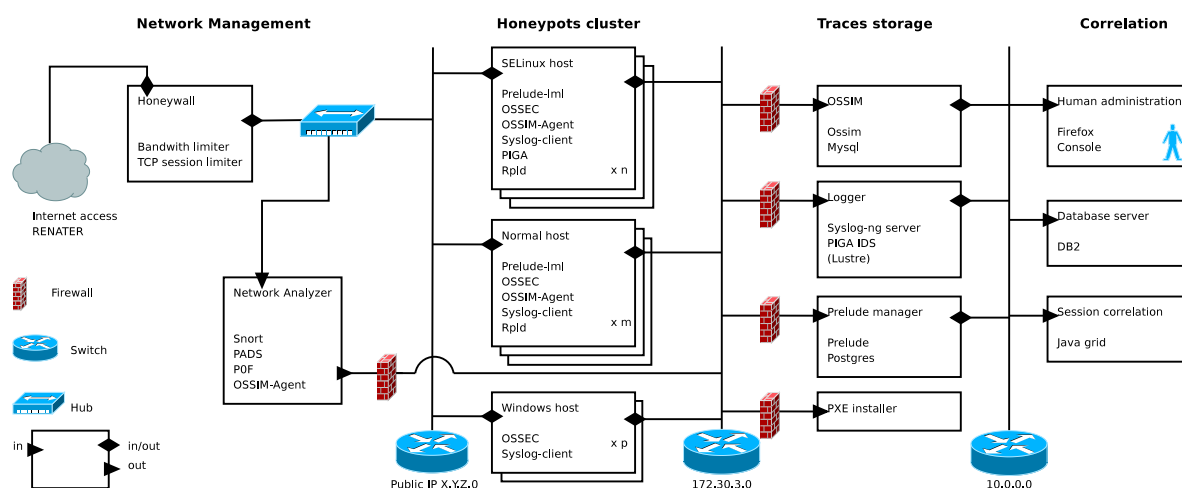 Network Management
Honeypots cluster
Traces storage
Correlation
Honeywall
Bandwith limiter
TCP session limiter
Internet access
RENATER
Firewall
Switch
Hub
in
in/out
out
Network Analyzer
Snort
PADS
P0F
OSSIM-Agent
SELinux host
Prelude-lml
OSSEC
OSSIM-Agent
Syslog-client
PIGA
Rpld
x n
Normal host
Prelude-lml
OSSEC
OSSIM-Agent
Syslog-client
Rpld
x m
Windows host
OSSEC
Syslog-client
x p
Public IP X.Y.Z.0
172.30.3.0
OSSIM
Ossim
Mysql
Logger
Syslog-ng server
PIGA IDS
(Lustre)
Prelude manager
Prelude
Postgres
PXE installer
10.0.0.0
Human administration
Firefox
Console
Database server
DB2
Session correlation
Java grid